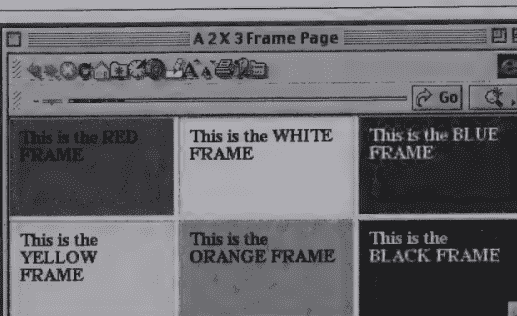 A 2 X 3 Frame Page
Go
This is the RED
FRAME
This is the WHITE
FRAME
This is the BLUE
FRAME
This is the
YELLOW
FRAME
This is the
ORANGE FRAME
This is the
BLACK FRAME